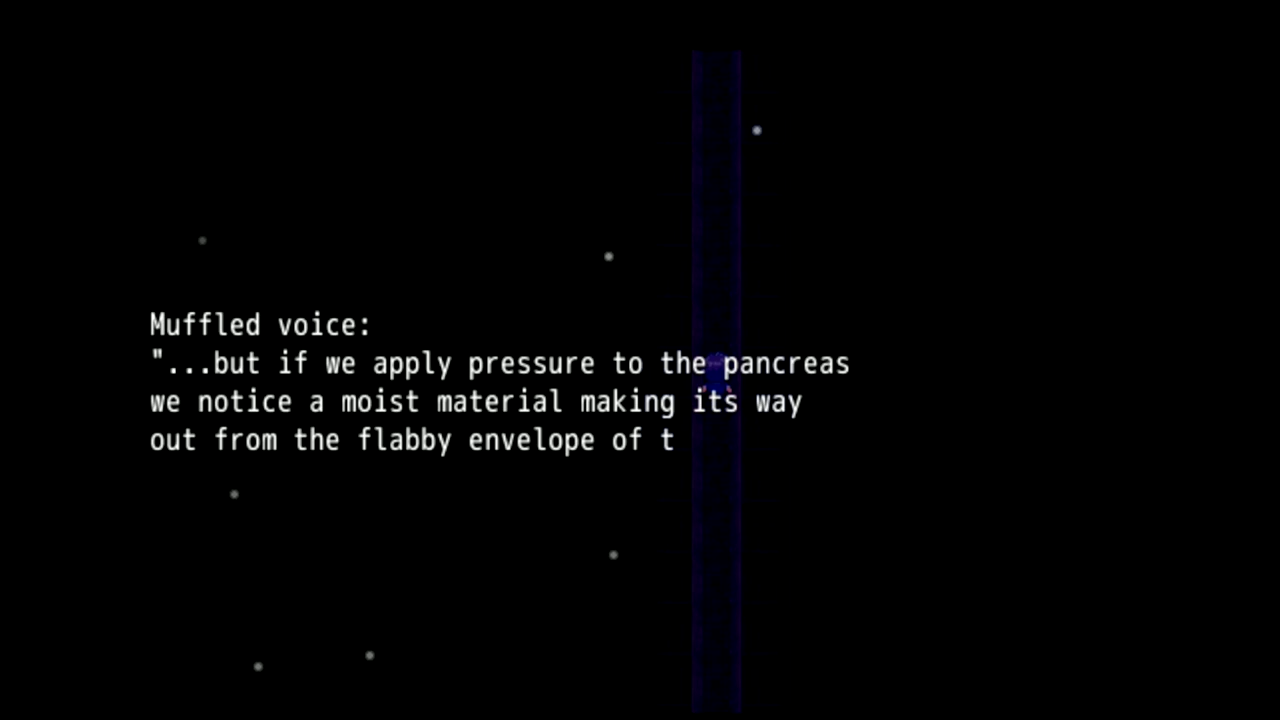 Muffled voice:
"...but if we apply pressure to the pancreas
we notice a moist material making its way
out from the flabby envelope of t